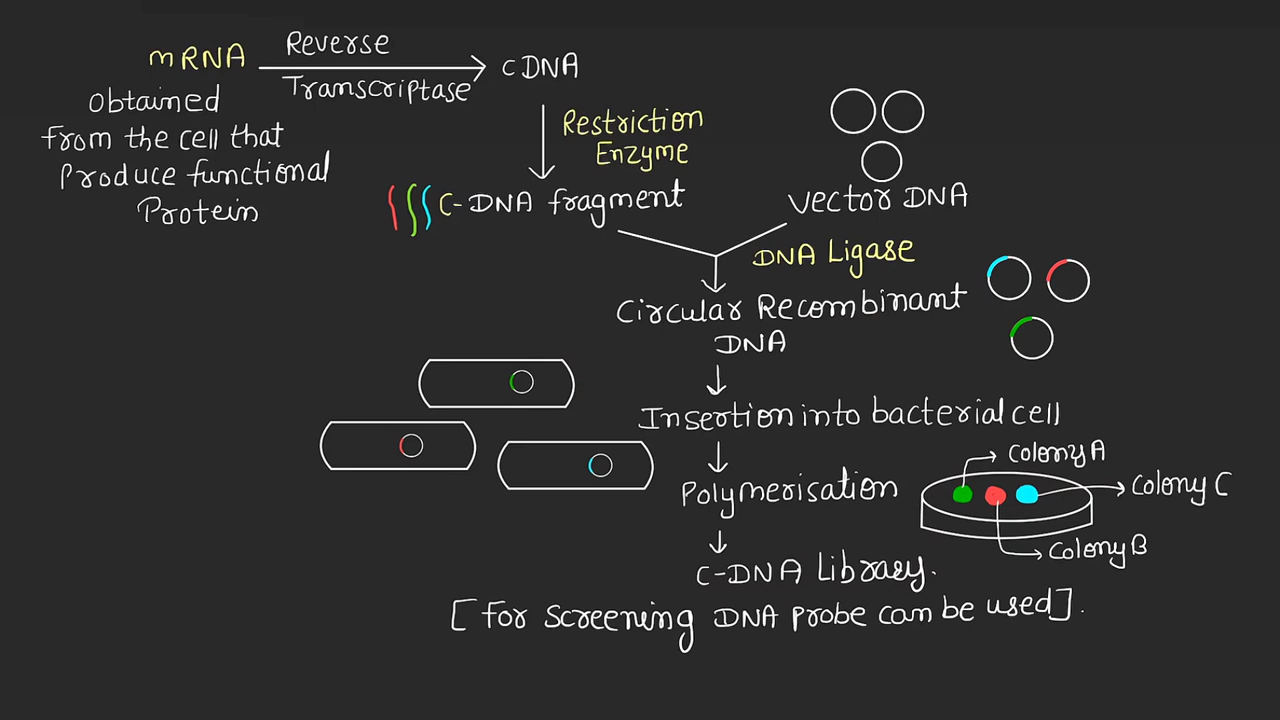 mRNA
Reverse
Transcriptase
cDNA
Obtained
from the cell that
Produce functional
Protein
Restriction
Enzyme
C-DNA fragment
Vector DNA
DNA Ligase
Circular Recombinant
DNA
Insertion into bacterial cell
Polymerisation
Colony A
Colony C
Colony B
C-DNA Library.
[For screening DNA probe can be used].